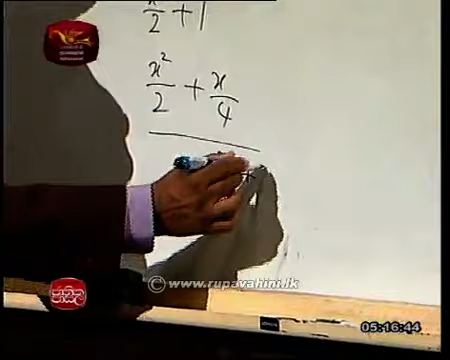 x/2 + 1
x²/2 + x/4
© www.rupavahini.lk
05:16:44